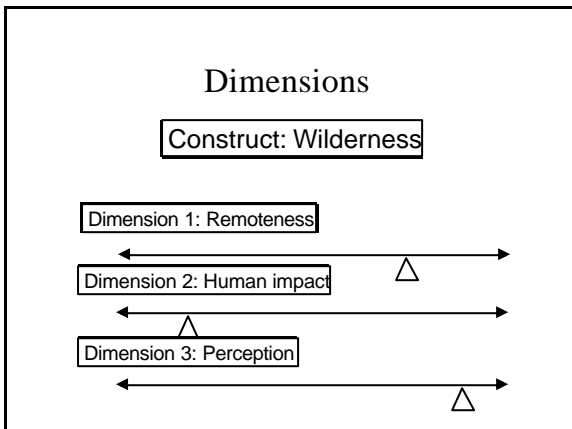 Dimensions
Construct: Wilderness
Dimension 1: Remoteness
Dimension 2: Human impact
Dimension 3: Perception